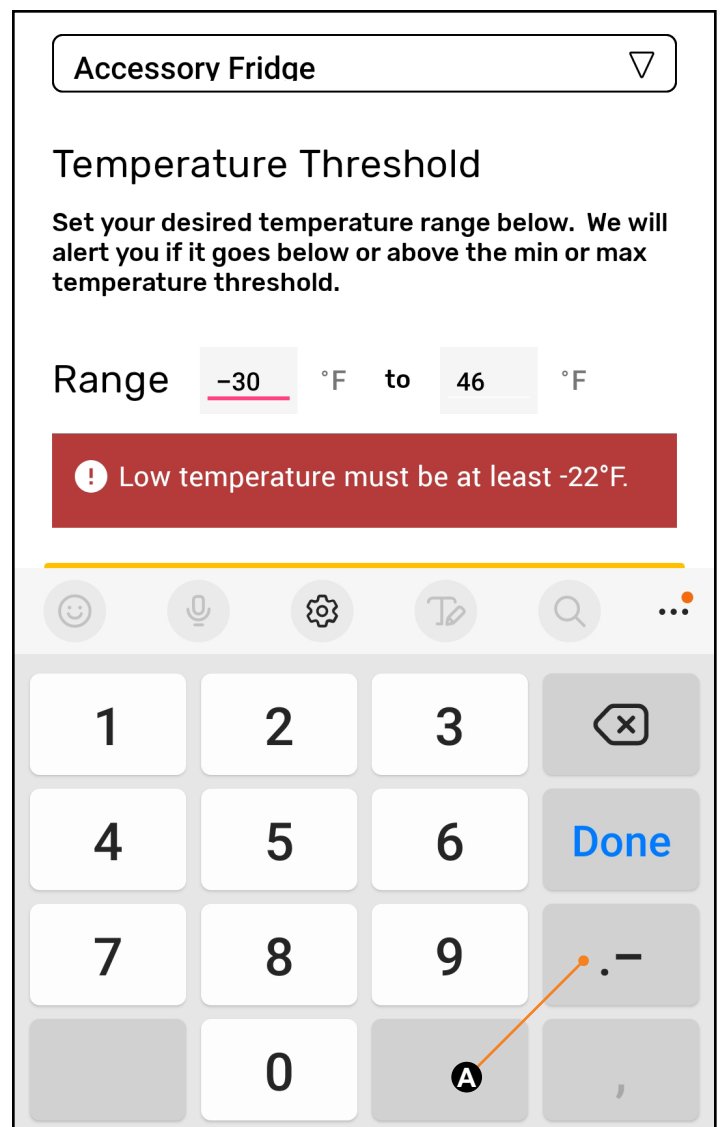 Accessory Fridge
Temperature Threshold
Set your desired temperature range below.  We will
alert you if it goes below or above the min or max
temperature threshold.
Range −30 °F to 46 °F
! Low temperature must be at least -22°F.
T
1 2 3
4 5 6 Done
7 8 9 .−
0 A ,